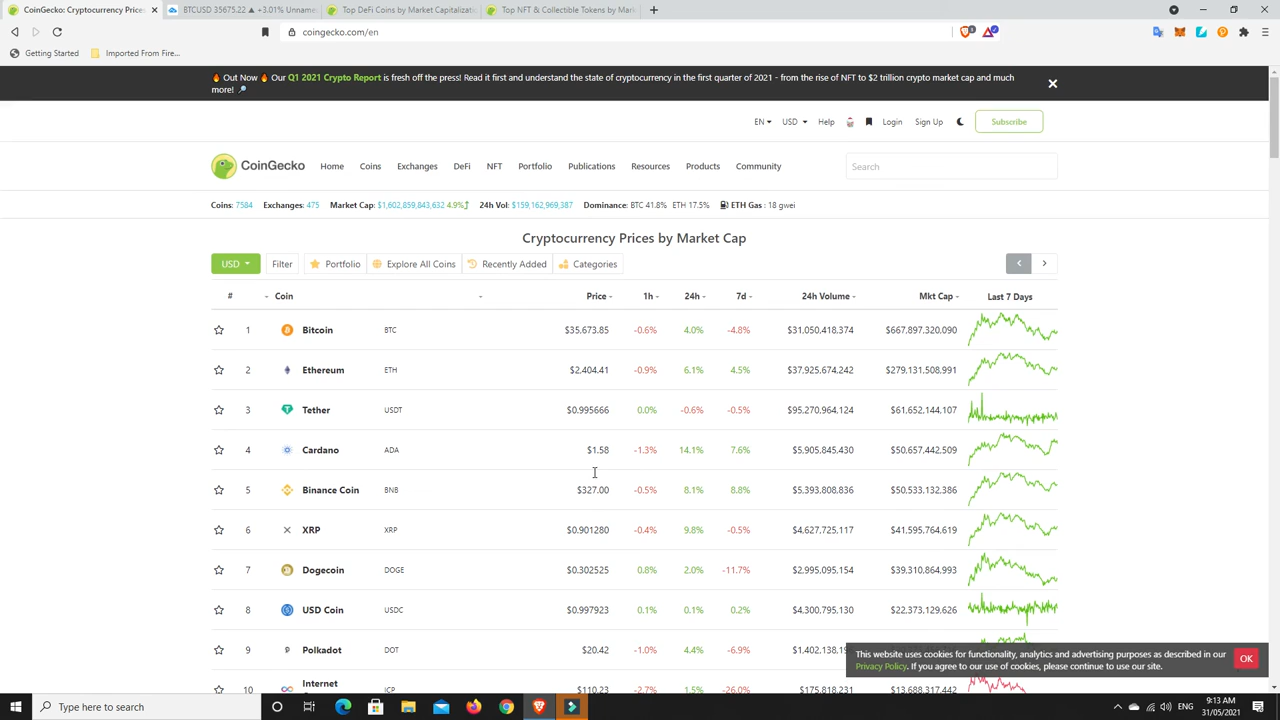 CoinGecko: Cryptocurrency Prices
BTCUSD 35675.22 ▲ +3.01% Unname
Top DeFi Coins by Market Capitalizati
Top NFT & Collectible Tokens by Mark
coingecko.com/en
Getting Started
Imported From Fire...
🔥 Out Now 🔥 Our Q1 2021 Crypto Report is fresh off the press! Read it first and understand the state of cryptocurrency in the first quarter of 2021 - from the rise of NFT to $2 trillion crypto market cap and much
more! 🔎
EN USD Help Login Sign Up Subscribe
CoinGecko Home Coins Exchanges DeFi NFT Portfolio Publications Resources Products Community Search
Coins: 7584 Exchanges: 475 Market Cap: $1,602,859,843,632 4.9% 24h Vol: $159,162,969,387 Dominance: BTC 41.8% ETH 17.5% ETH Gas : 18 gwei
Cryptocurrency Prices by Market Cap
USD Filter Portfolio Explore All Coins Recently Added Categories < >
# Coin Price 1h 24h 7d 24h Volume Mkt Cap Last 7 Days
1 Bitcoin BTC $35,673.85 -0.6% 4.0% -4.8% $31,050,418,374 $667,897,320,090
2 Ethereum ETH $2,404.41 -0.9% 6.1% 4.5% $37,925,674,242 $279,131,508,991
3 Tether USDT $0.995666 0.0% -0.6% -0.5% $95,270,964,124 $61,652,144,107
4 Cardano ADA $1.58 -1.3% 14.1% 7.6% $5,905,845,430 $50,657,442,509
5 Binance Coin BNB $327.00 -0.5% 8.1% 8.8% $5,393,808,836 $50,533,132,386
6 XRP XRP $0.901280 -0.4% 9.8% -0.5% $4,627,725,117 $41,595,764,619
7 Dogecoin DOGE $0.302525 0.8% 2.0% -11.7% $2,995,095,154 $39,310,864,993
8 USD Coin USDC $0.997923 0.1% 0.1% 0.2% $4,300,795,130 $22,373,129,626
9 Polkadot DOT $20.42 -1.0% 4.4% -6.9%
10 Internet ICP $110.23 -2.7% 1.5% -26.0% $175,818,231 $13,688,317,442
This website uses cookies for functionality, analytics and advertising purposes as described in our
Privacy Policy. If you agree to our use of cookies, please continue to use our site.
OK
Type here to search
ENG
9:13 AM
31/05/2021